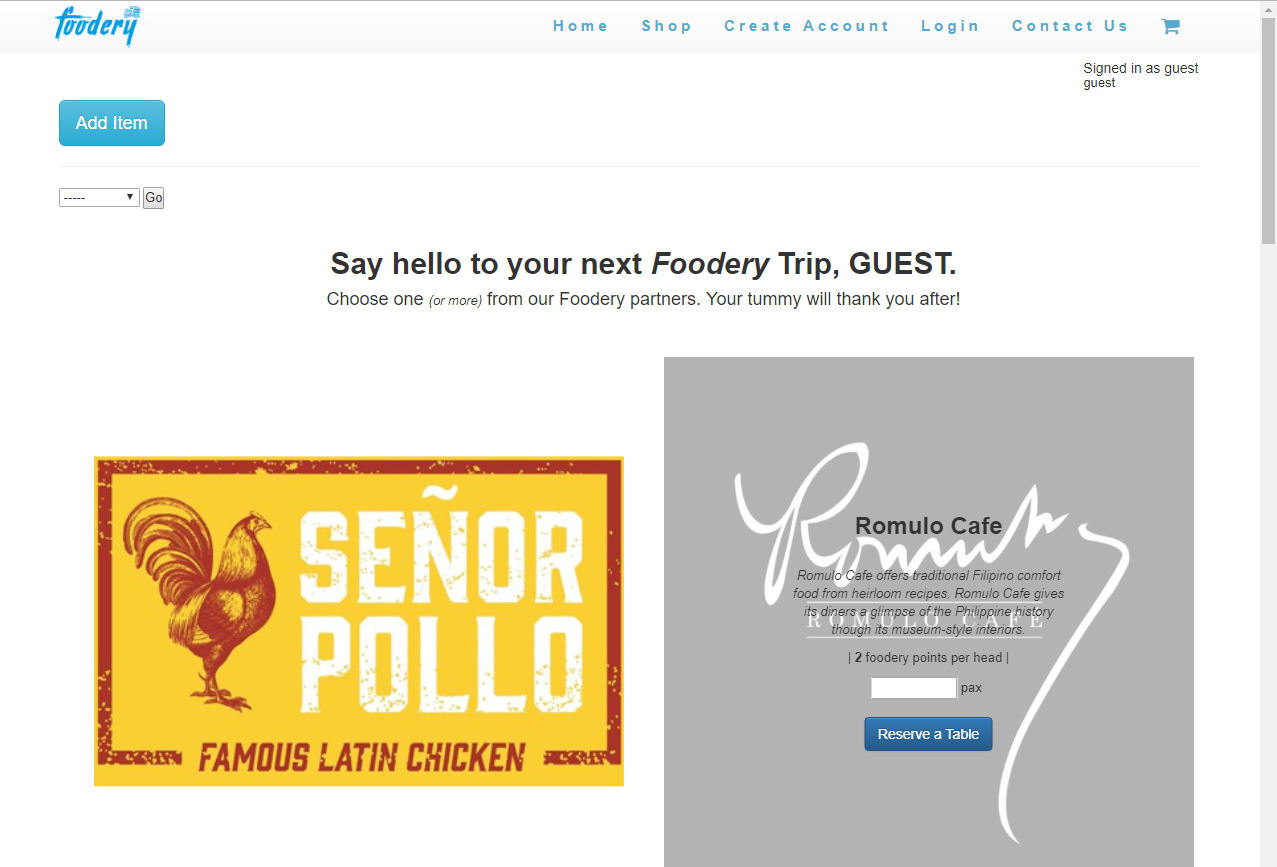 foodery
Home Shop Create Account Login Contact Us
Signed in as guest
guest
Add Item
----- Go
Say hello to your next Foodery Trip, GUEST.
Choose one (or more) from our Foodery partners. Your tummy will thank you after!
SEÑOR
POLLO
FAMOUS LATIN CHICKEN
Romulo
Romulo Cafe
Romulo Cafe offers traditional Filipino comfort
food from heirloom recipes. Romulo Cafe gives
its diners a glimpse of the Philippine history
ROMULO CAFE
though its museum-style interiors.
| 2 foodery points per head |
pax
Reserve a Table